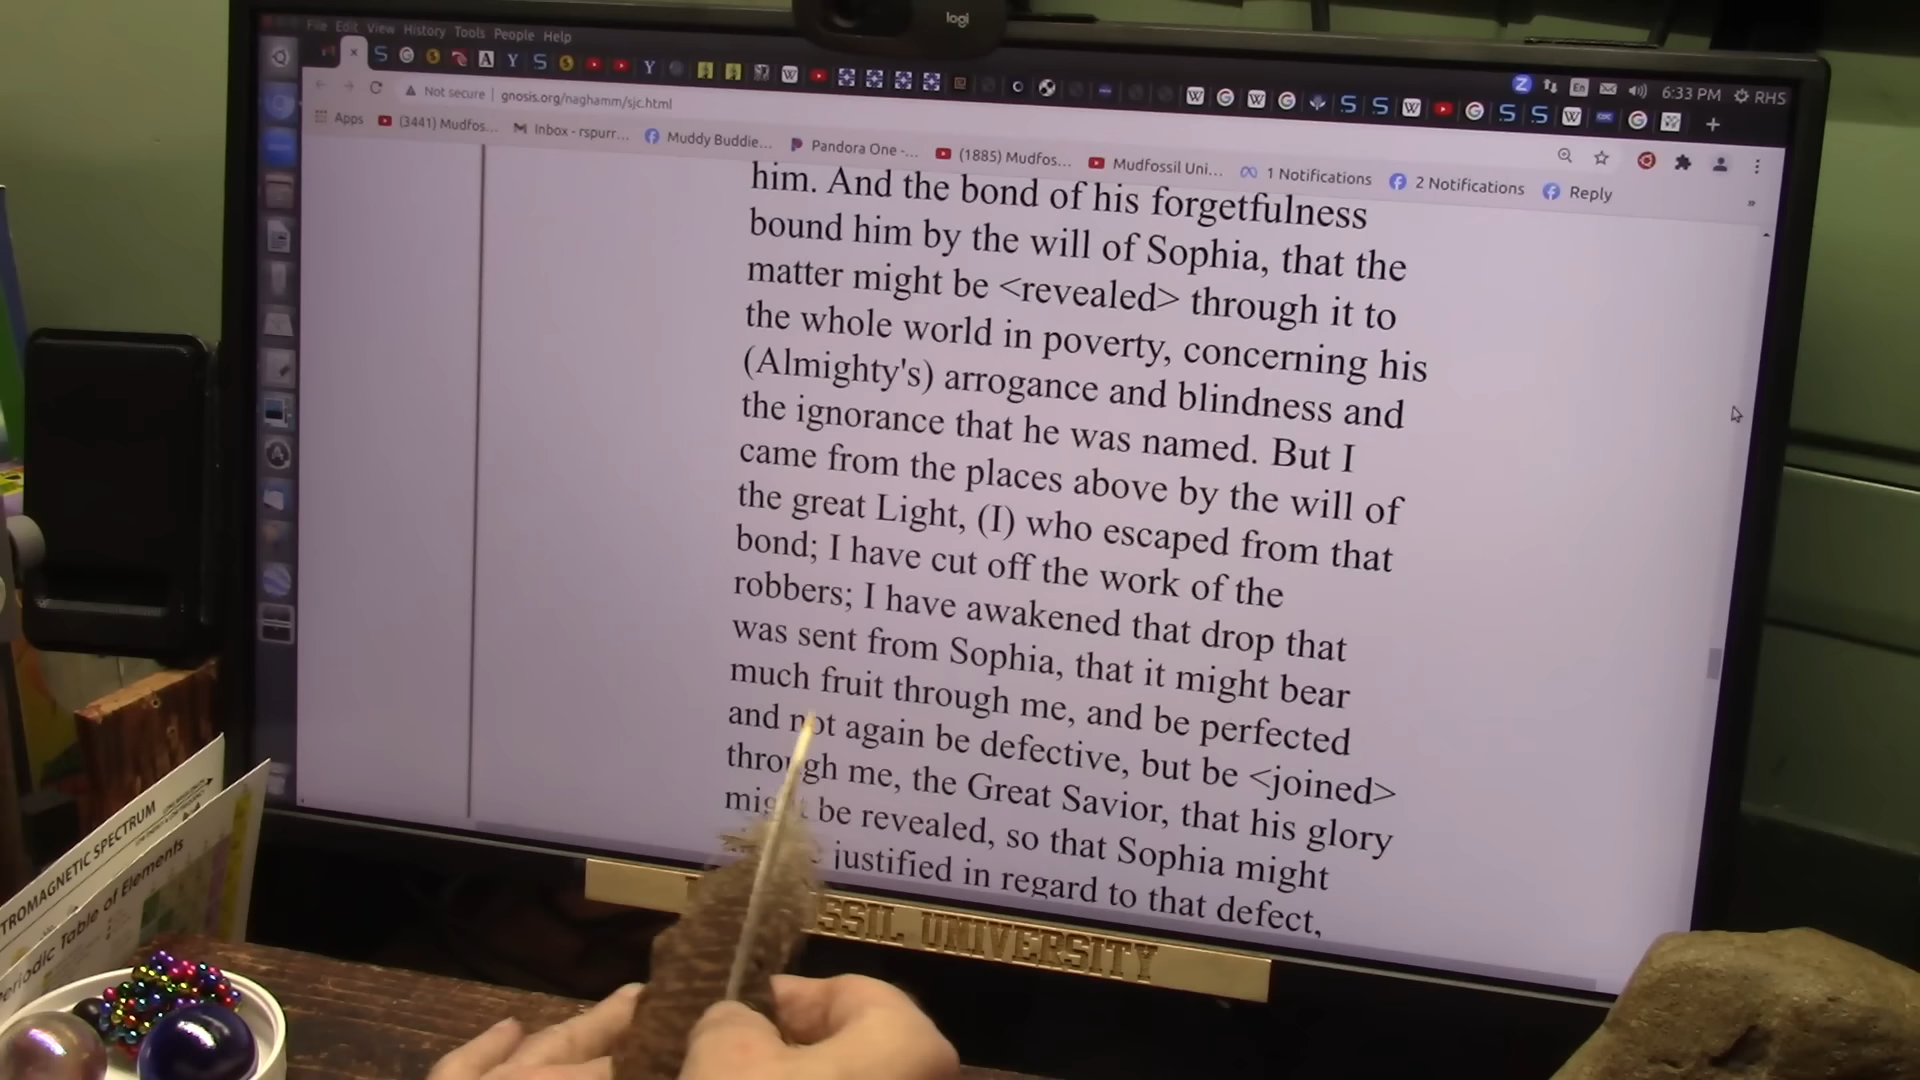 logi
File Edit View History Tools People Help
6:33 PM RHS
Not secure | gnosis.org/naghamm/sjc.html
Apps (3441) Mudfos... Inbox - rspurr... Muddy Buddie... Pandora One -... (1885) Mudfos... Mudfossil Uni... 1 Notifications 2 Notifications Reply
him. And the bond of his forgetfulness
bound him by the will of Sophia, that the
matter might be <revealed> through it to
the whole world in poverty, concerning his
(Almighty's) arrogance and blindness and
the ignorance that he was named. But I
came from the places above by the will of
the great Light, (I) who escaped from that
bond; I have cut off the work of the
robbers; I have awakened that drop that
was sent from Sophia, that it might bear
much fruit through me, and be perfected
and not again be defective, but be <joined>
through me, the Great Savior, that his glory
might be revealed, so that Sophia might
justified in regard to that defect,
SSIL UNIVERSITY
TROMAGNETIC SPECTRUM
Periodic Table of Elements